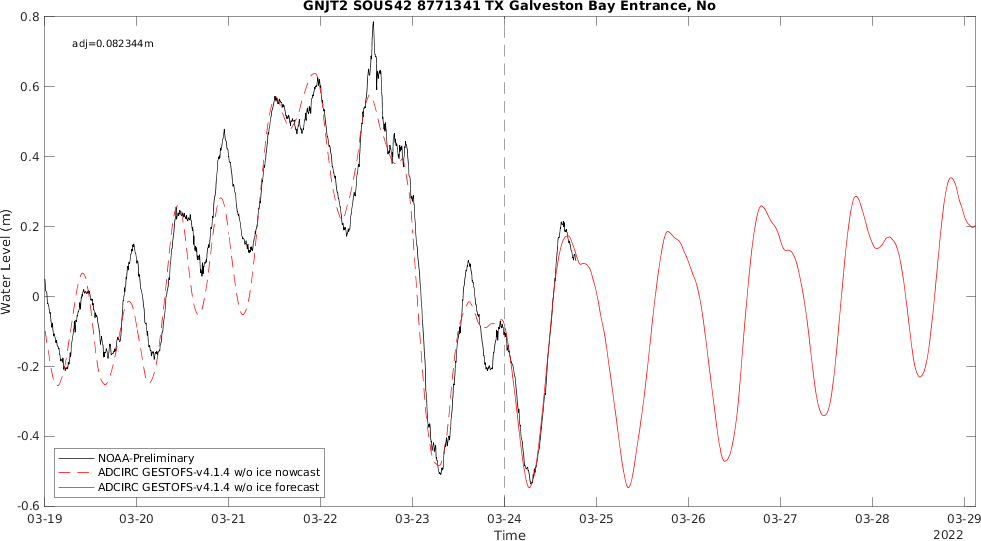 GNJT2 SOUS42 8771341 TX Galveston Bay Entrance, No
adj=0.082344m
Water Level (m)
0.8
0.6
0.4
0.2
0
-0.2
-0.4
-0.6
NOAA-Preliminary
ADCIRC GESTOFS-v4.1.4 w/o ice nowcast
ADCIRC GESTOFS-v4.1.4 w/o ice forecast
03-19 03-20 03-21 03-22 03-23 03-24 03-25 03-26 03-27 03-28 03-29
Time
2022